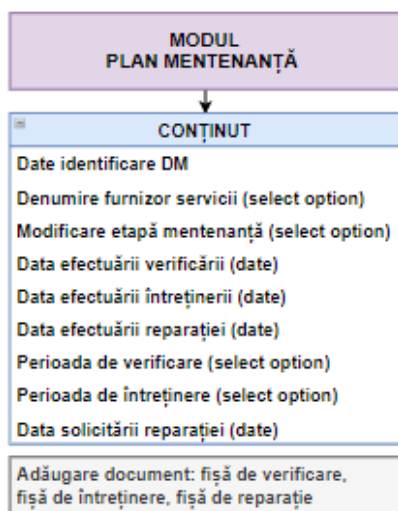 MODUL
PLAN MENTENANȚĂ
CONȚINUT
Date identificare DM
Denumire furnizor servicii (select option)
Modificare etapă mentenanță (select option)
Data efectuării verificării (date)
Data efectuării întreținerii (date)
Data efectuării reparației (date)
Perioada de verificare (select option)
Perioada de întreținere (select option)
Data solicitării reparației (date)
Adăugare document: fișă de verificare,
fișă de întreținere, fișă de reparație